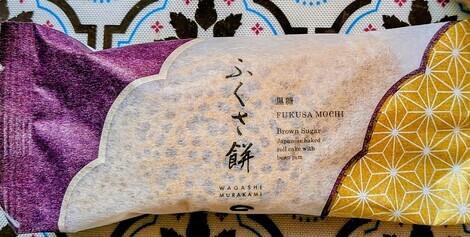 ふくさ餅
黒糖
FUKUSA MOCHI
Brown Sugar
Japanese baked
roll cake with
bean jam
WAGASHI
MURAKAMI